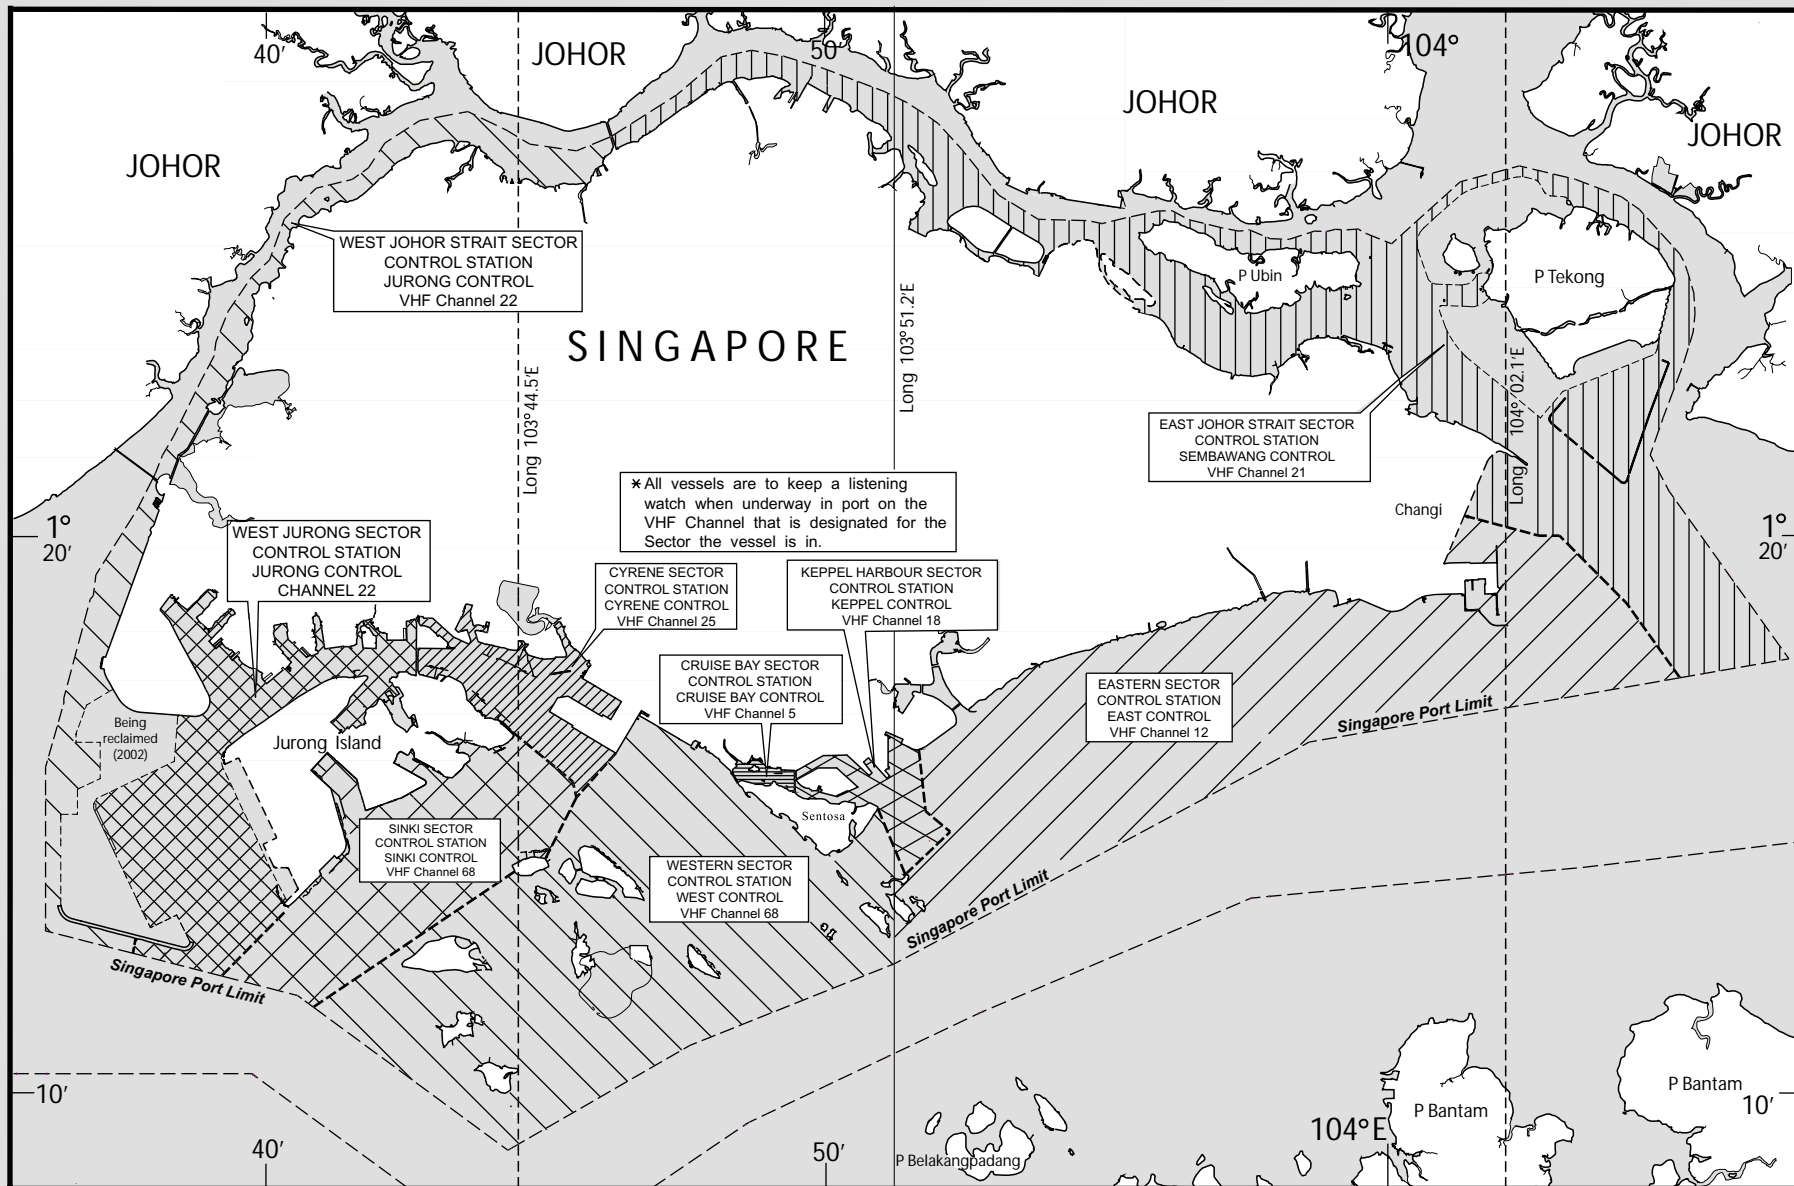 40'
JOHOR
50'
104°
JOHOR
JOHOR
JOHOR
WEST JOHOR STRAIT SECTOR
CONTROL STATION
JURONG CONTROL
VHF Channel 22
P Ubin
P Tekong
SINGAPORE
Long 103°44.5'E
Long 103°51.2'E
Long 104°02.1'E
EAST JOHOR STRAIT SECTOR
CONTROL STATION
SEMBAWANG CONTROL
VHF Channel 21
* All vessels are to keep a listening
watch when underway in port on the
VHF Channel that is designated for the
Sector the vessel is in.
Changi
1°
20'
1°
20'
WEST JURONG SECTOR
CONTROL STATION
JURONG CONTROL
CHANNEL 22
CYRENE SECTOR
CONTROL STATION
CYRENE CONTROL
VHF Channel 25
KEPPEL HARBOUR SECTOR
CONTROL STATION
KEPPEL CONTROL
VHF Channel 18
CRUISE BAY SECTOR
CONTROL STATION
CRUISE BAY CONTROL
VHF Channel 5
EASTERN SECTOR
CONTROL STATION
EAST CONTROL
VHF Channel 12
Being
reclaimed
(2002)
Jurong Island
Singapore Port Limit
Sentosa
SINKI SECTOR
CONTROL STATION
SINKI CONTROL
VHF Channel 68
WESTERN SECTOR
CONTROL STATION
WEST CONTROL
VHF Channel 68
Singapore Port Limit
Singapore Port Limit
10'
P Bantam
10'
P Bantam
104°E
40'
50'
P Belakangpadang